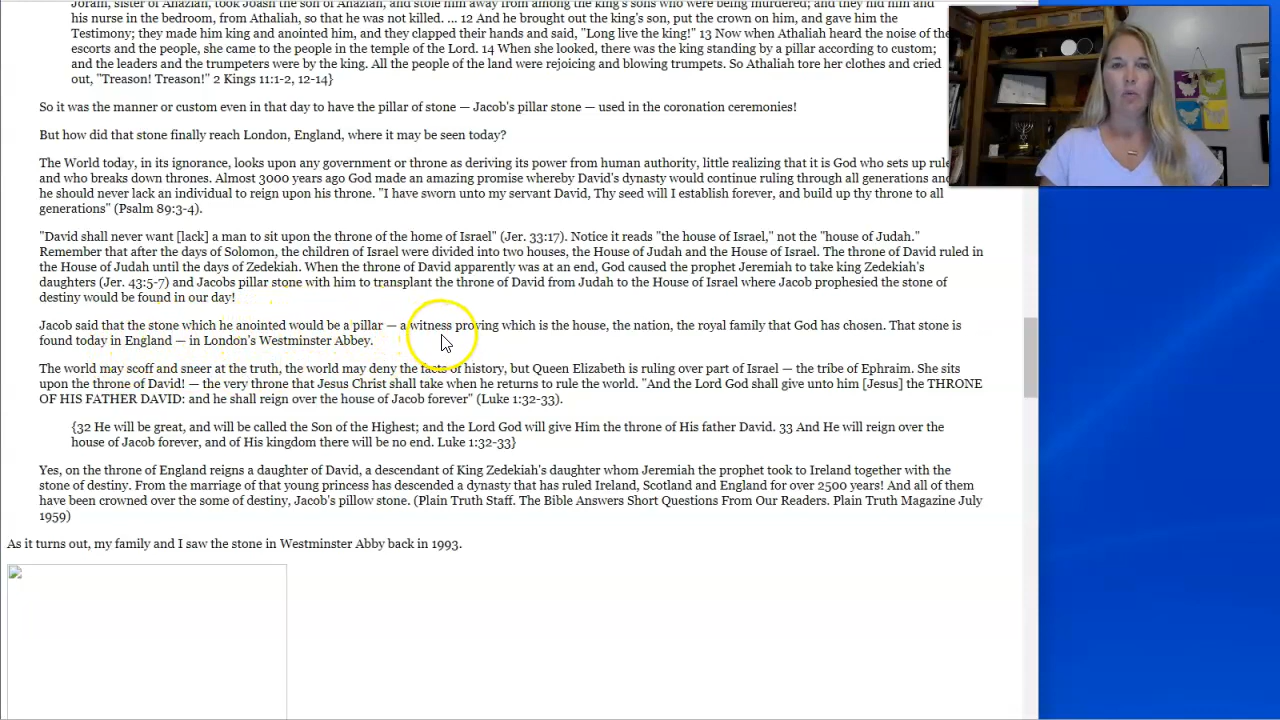 Joram, sister of Ahaziah, took Joash the son of Ahaziah, and stole him away from among the king's sons who were being murdered; and they hid him and
his nurse in the bedroom, from Athaliah, so that he was not killed. ... 12 And he brought out the king's son, put the crown on him, and gave him the
Testimony; they made him king and anointed him, and they clapped their hands and said, "Long live the king!" 13 Now when Athaliah heard the noise of the
escorts and the people, she came to the people in the temple of the Lord. 14 When she looked, there was the king standing by a pillar according to custom;
and the leaders and the trumpeters were by the king. All the people of the land were rejoicing and blowing trumpets. So Athaliah tore her clothes and cried
out, "Treason! Treason!" 2 Kings 11:1-2, 12-14}
So it was the manner or custom even in that day to have the pillar of stone — Jacob's pillar stone — used in the coronation ceremonies!
But how did that stone finally reach London, England, where it may be seen today?
The World today, in its ignorance, looks upon any government or throne as deriving its power from human authority, little realizing that it is God who sets up
and who breaks down thrones. Almost 3000 years ago God made an amazing promise whereby David's dynasty would continue ruling through all generations
he should never lack an individual to reign upon his throne. "I have sworn unto my servant David, Thy seed will I establish forever, and build up thy throne to all
generations" (Psalm 89:3-4).
"David shall never want [lack] a man to sit upon the throne of the home of Israel" (Jer. 33:17). Notice it reads "the house of Israel," not the "house of Judah."
Remember that after the days of Solomon, the children of Israel were divided into two houses, the House of Judah and the House of Israel. The throne of David ruled in
the House of Judah until the days of Zedekiah. When the throne of David apparently was at an end, God caused the prophet Jeremiah to take king Zedekiah's
daughters (Jer. 43:5-7) and Jacobs pillar stone with him to transplant the throne of David from Judah to the House of Israel where Jacob prophesied the stone of
destiny would be found in our day!
Jacob said that the stone which he anointed would be a pillar — a witness proving which is the house, the nation, the royal family that God has chosen. That stone is
found today in England — in London's Westminster Abbey.
The world may scoff and sneer at the truth, the world may deny the facts of history, but Queen Elizabeth is ruling over part of Israel — the tribe of Ephraim. She sits
upon the throne of David! — the very throne that Jesus Christ shall take when he returns to rule the world. "And the Lord God shall give unto him [Jesus] the THRONE
OF HIS FATHER DAVID: and he shall reign over the house of Jacob forever" (Luke 1:32-33).
{32 He will be great, and will be called the Son of the Highest; and the Lord God will give Him the throne of His father David. 33 And He will reign over the
house of Jacob forever, and of His kingdom there will be no end. Luke 1:32-33}
Yes, on the throne of England reigns a daughter of David, a descendant of King Zedekiah's daughter whom Jeremiah the prophet took to Ireland together with the
stone of destiny. From the marriage of that young princess has descended a dynasty that has ruled Ireland, Scotland and England for over 2500 years! And all of them
have been crowned over the some of destiny, Jacob's pillow stone. (Plain Truth Staff. The Bible Answers Short Questions From Our Readers. Plain Truth Magazine July
1959)
As it turns out, my family and I saw the stone in Westminster Abby back in 1993.